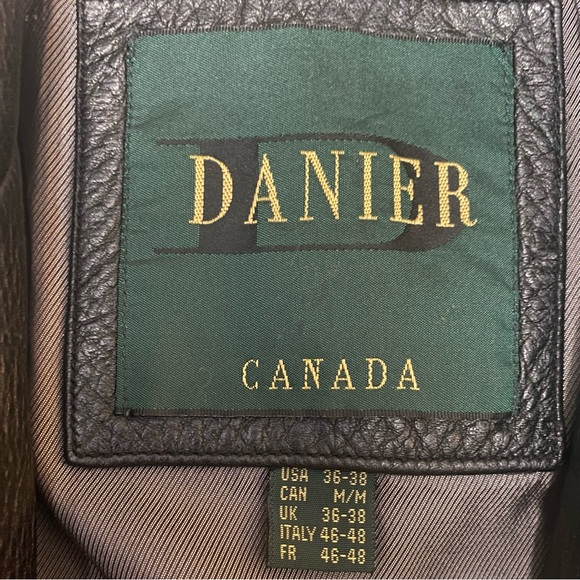 D
DANIER
CANADA
USA 36-38
CAN M/M
UK 36-38
ITALY 46-48
FR 46-48